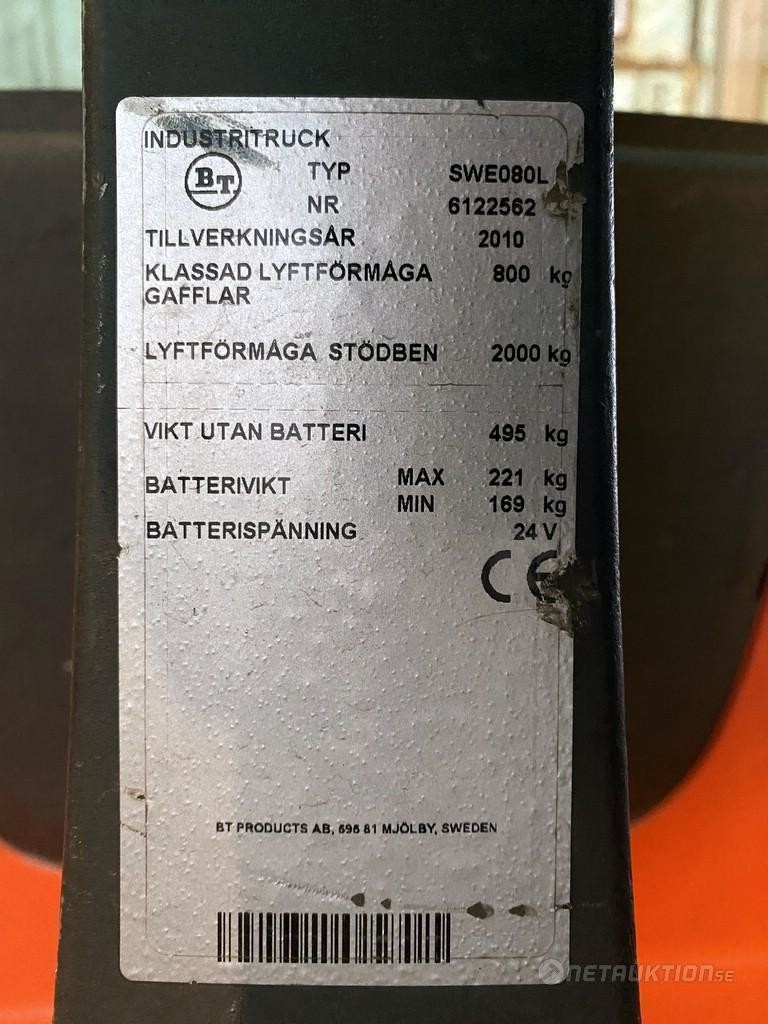 INDUSTRITRUCK
BT TYP SWE080L
NR 6122562
TILLVERKNINGSÅR 2010
KLASSAD LYFTFÖRMÅGA 800 kg
GAFFLAR
LYFTFÖRMÅGA STÖDBEN 2000 kg
VIKT UTAN BATTERI 495 kg
BATTERIVIKT MAX 221 kg
MIN 169 kg
BATTERISPÄNNING 24 V
CE
BT PRODUCTS AB, 595 81 MJÖLBY, SWEDEN
NETAUKTION.SE